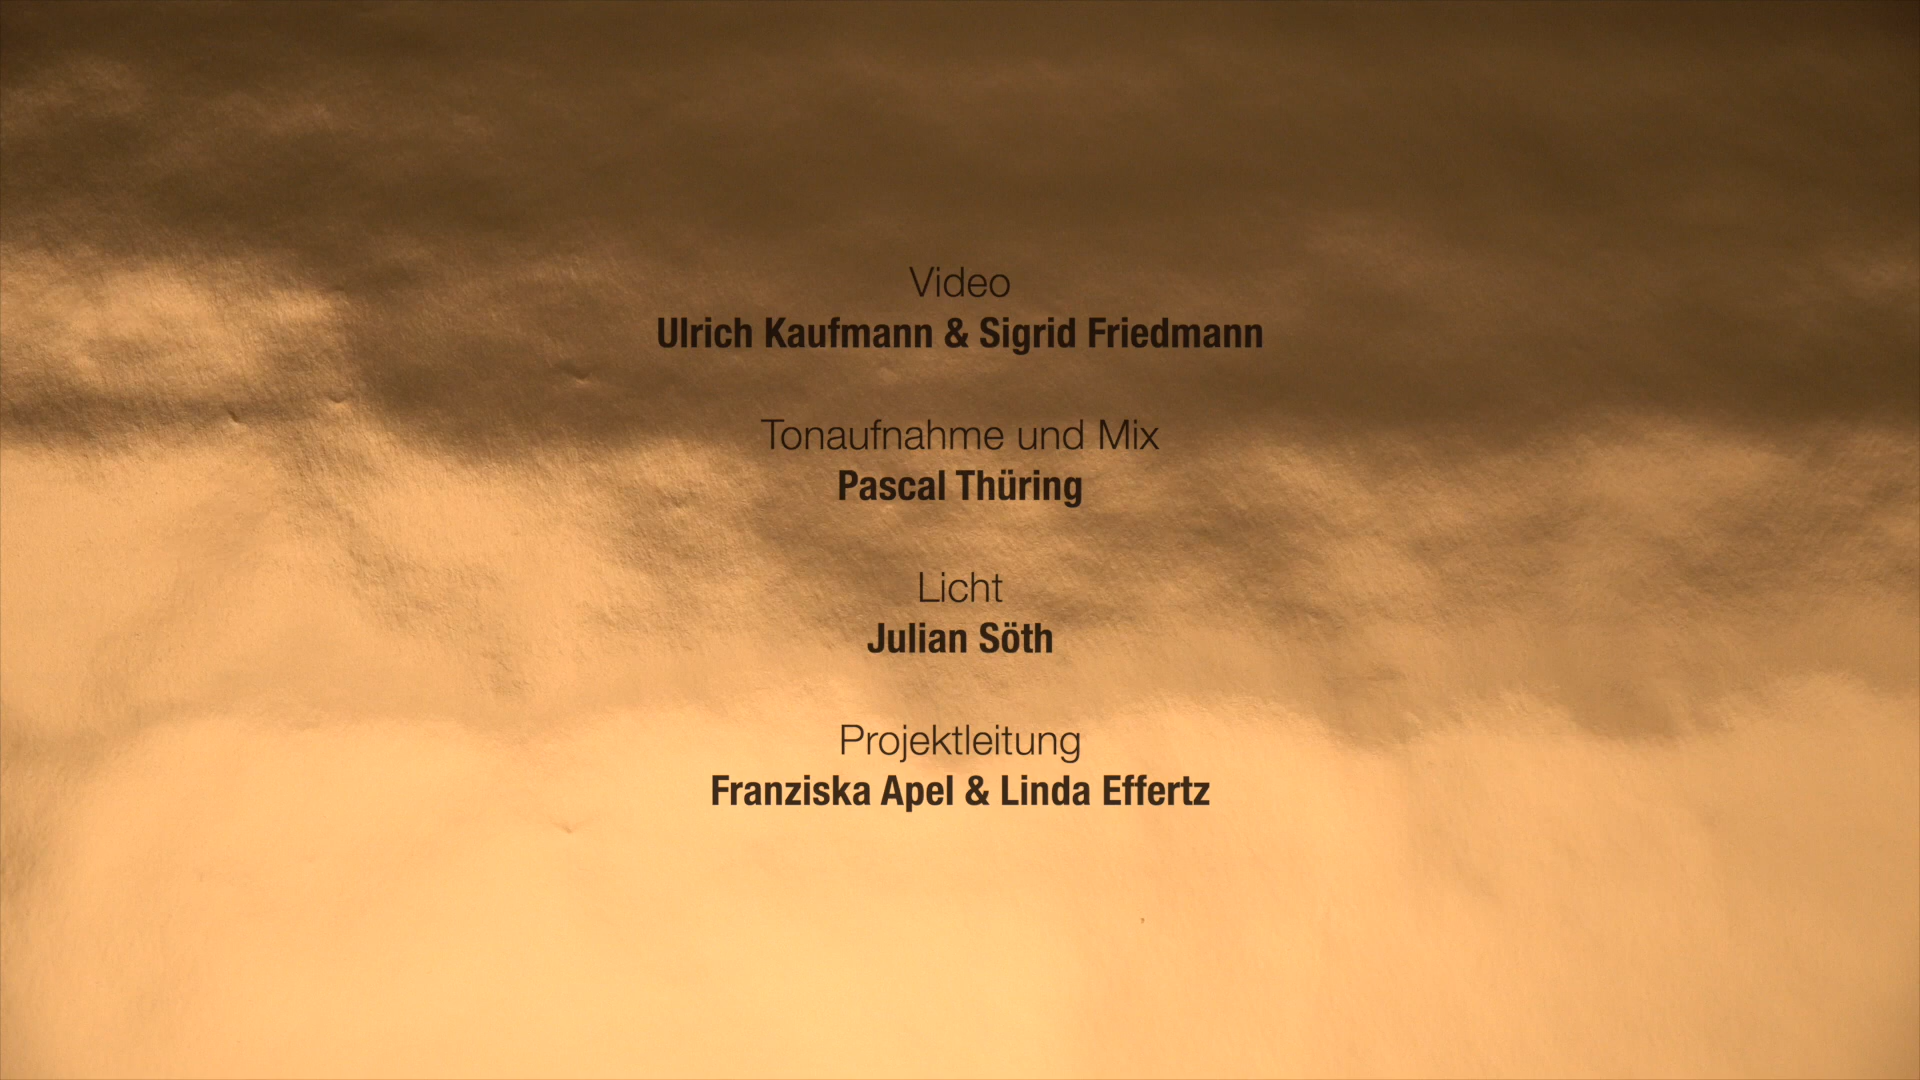 Video
Ulrich Kaufmann & Sigrid Friedmann
Tonaufnahme und Mix
Pascal Thüring
Licht
Julian Söth
Projektleitung
Franziska Apel & Linda Effertz